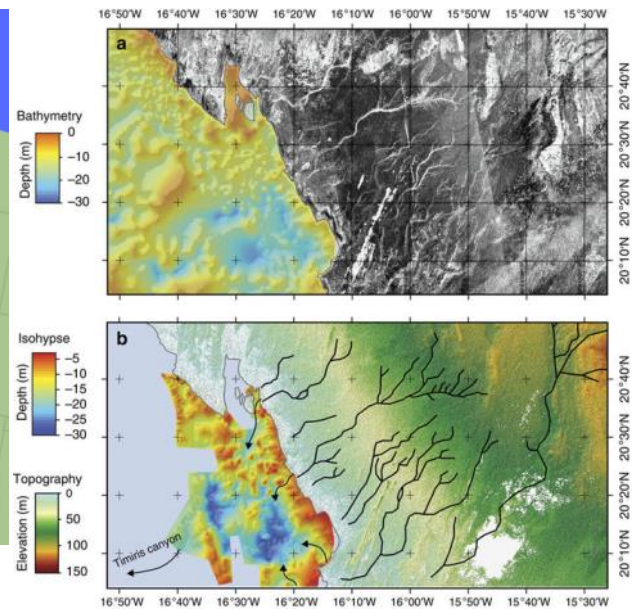 16°50'W 16°40'W 16°30'W 16°20'W 16°10'W 16°00'W 15°50'W 15°40'W 15°30'W
a
Bathymetry
Depth (m)
0
-10
-20
-30
20°40'N
20°30'N
20°20'N
20°10'N
b
Isohypse
Depth (m)
-5
-10
-15
-20
-25
-30
Topography
Elevation (m)
0
50
100
150
Timiris canyon
20°40'N
20°30'N
20°20'N
20°10'N
16°50'W 16°40'W 16°30'W 16°20'W 16°10'W 16°00'W 15°50'W 15°40'W 15°30'W